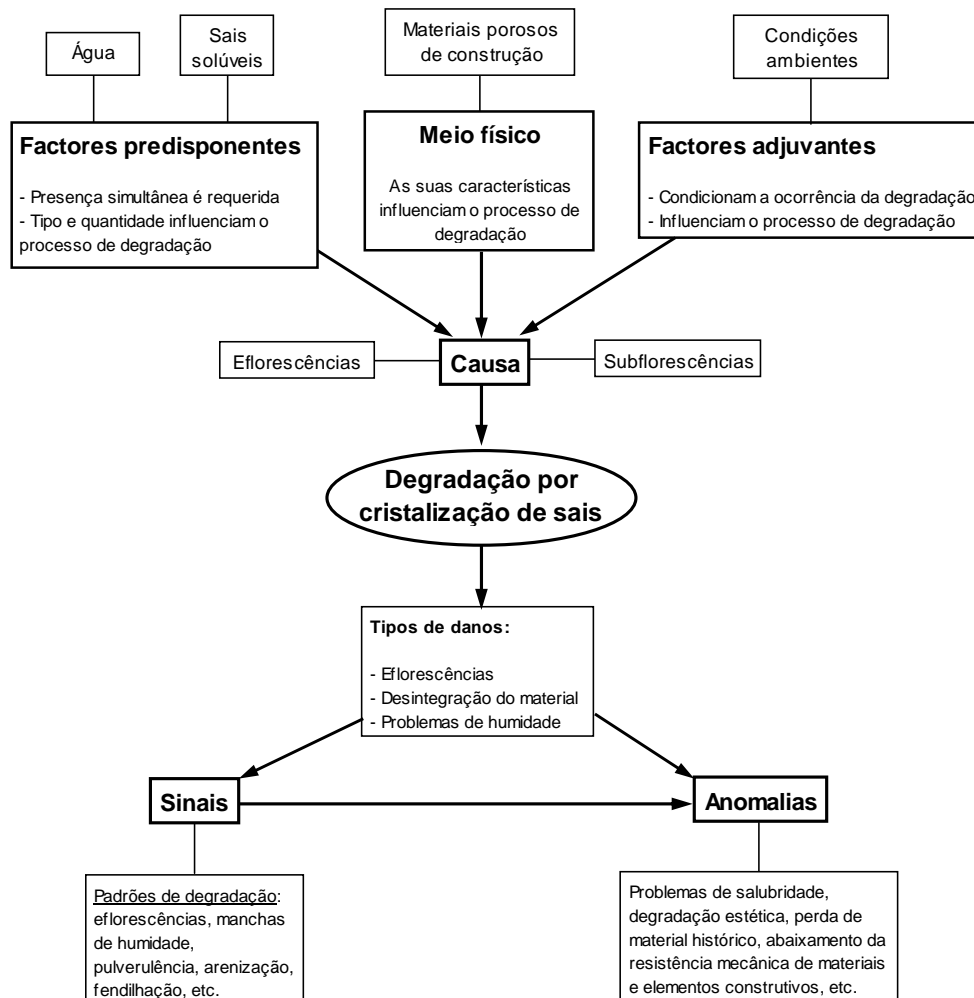 Água
Sais
solúveis
Materiais porosos
de construção
Condições
ambientes
Factores predisponentes
- Presença simultânea é requerida
- Tipo e quantidade influenciam o
processo de degradação
Meio físico
As suas características
influenciam o processo de
degradação
Factores adjuvantes
- Condicionam a ocorrência da degradação
- Influenciam o processo de degradação
Eflorescências
Causa
Subflorescências
Degradação por
cristalização de sais
Tipos de danos:
- Eflorescências
- Desintegração do material
- Problemas de humidade
Sinais
Anomalias
Padrões de degradação:
eflorescências, manchas
de humidade,
pulverulência, arenização,
fendilhação, etc.
Problemas de salubridade,
degradação estética, perda de
material histórico, abaixamento da
resistência mecânica de materiais
e elementos construtivos, etc.